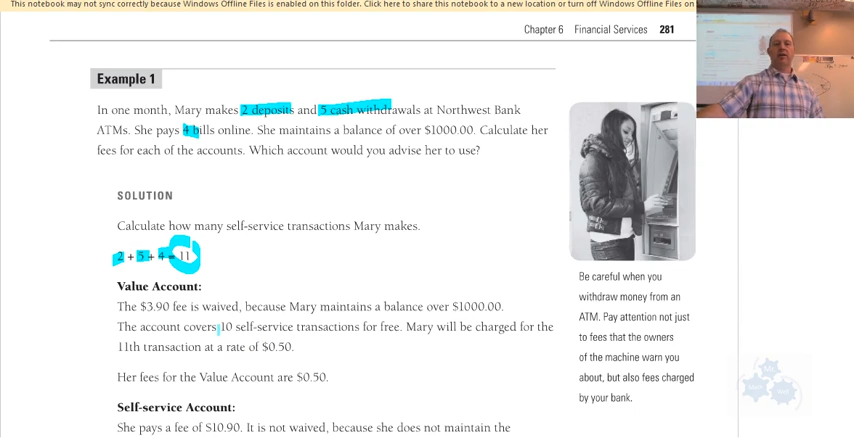 This notebook may not sync correctly because Windows Offline Files is enabled on this folder. Click here to share this notebook to a new location or turn off Windows Offline Files on
Chapter 6 Financial Services 281
Example 1
In one month, Mary makes 2 deposits and 5 cash withdrawals at Northwest Bank
ATMs. She pays 4 bills online. She maintains a balance of over $1000.00. Calculate her
fees for each of the accounts. Which account would you advise her to use?
SOLUTION
Calculate how many self-service transactions Mary makes.
2 + 5 + 4 = 11
Value Account:
The $3.90 fee is waived, because Mary maintains a balance over $1000.00.
The account covers 10 self-service transactions for free. Mary will be charged for the
11th transaction at a rate of $0.50.
Her fees for the Value Account are $0.50.
Self-service Account:
She pays a fee of $10.90. It is not waived, because she does not maintain the
Be careful when you
withdraw money from an
ATM. Pay attention not just
to fees that the owners
of the machine warn you
about, but also fees charged
by your bank.